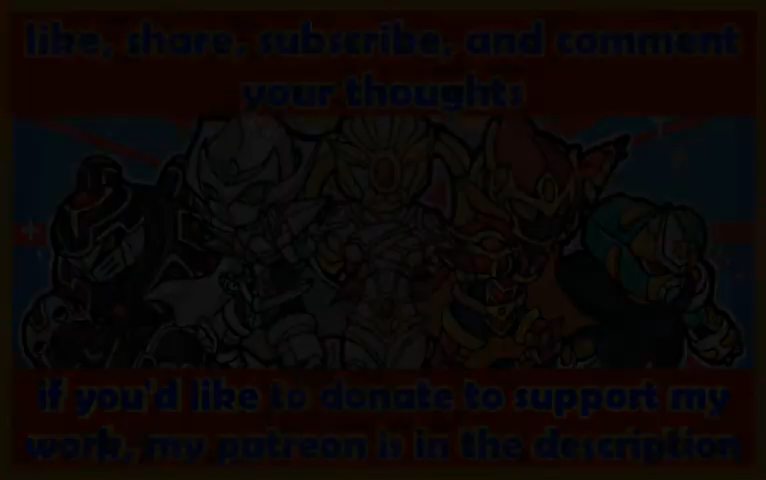 like, share, subscribe, and comment
your thoughts
if you'd like to donate to support my
work, my patreon is in the description